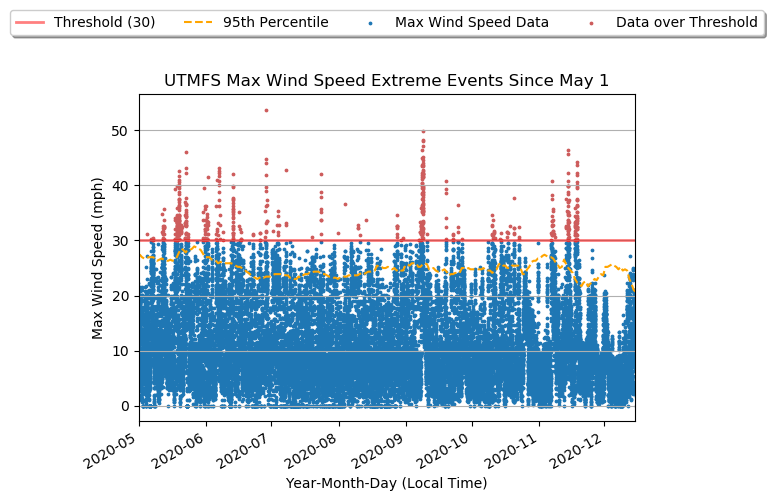 Threshold (30) 95th Percentile Max Wind Speed Data Data over Threshold
UTMFS Max Wind Speed Extreme Events Since May 1
Max Wind Speed (mph)
50
40
30
20
10
0
2020-05 2020-06 2020-07 2020-08 2020-09 2020-10 2020-11 2020-12
Year-Month-Day (Local Time)